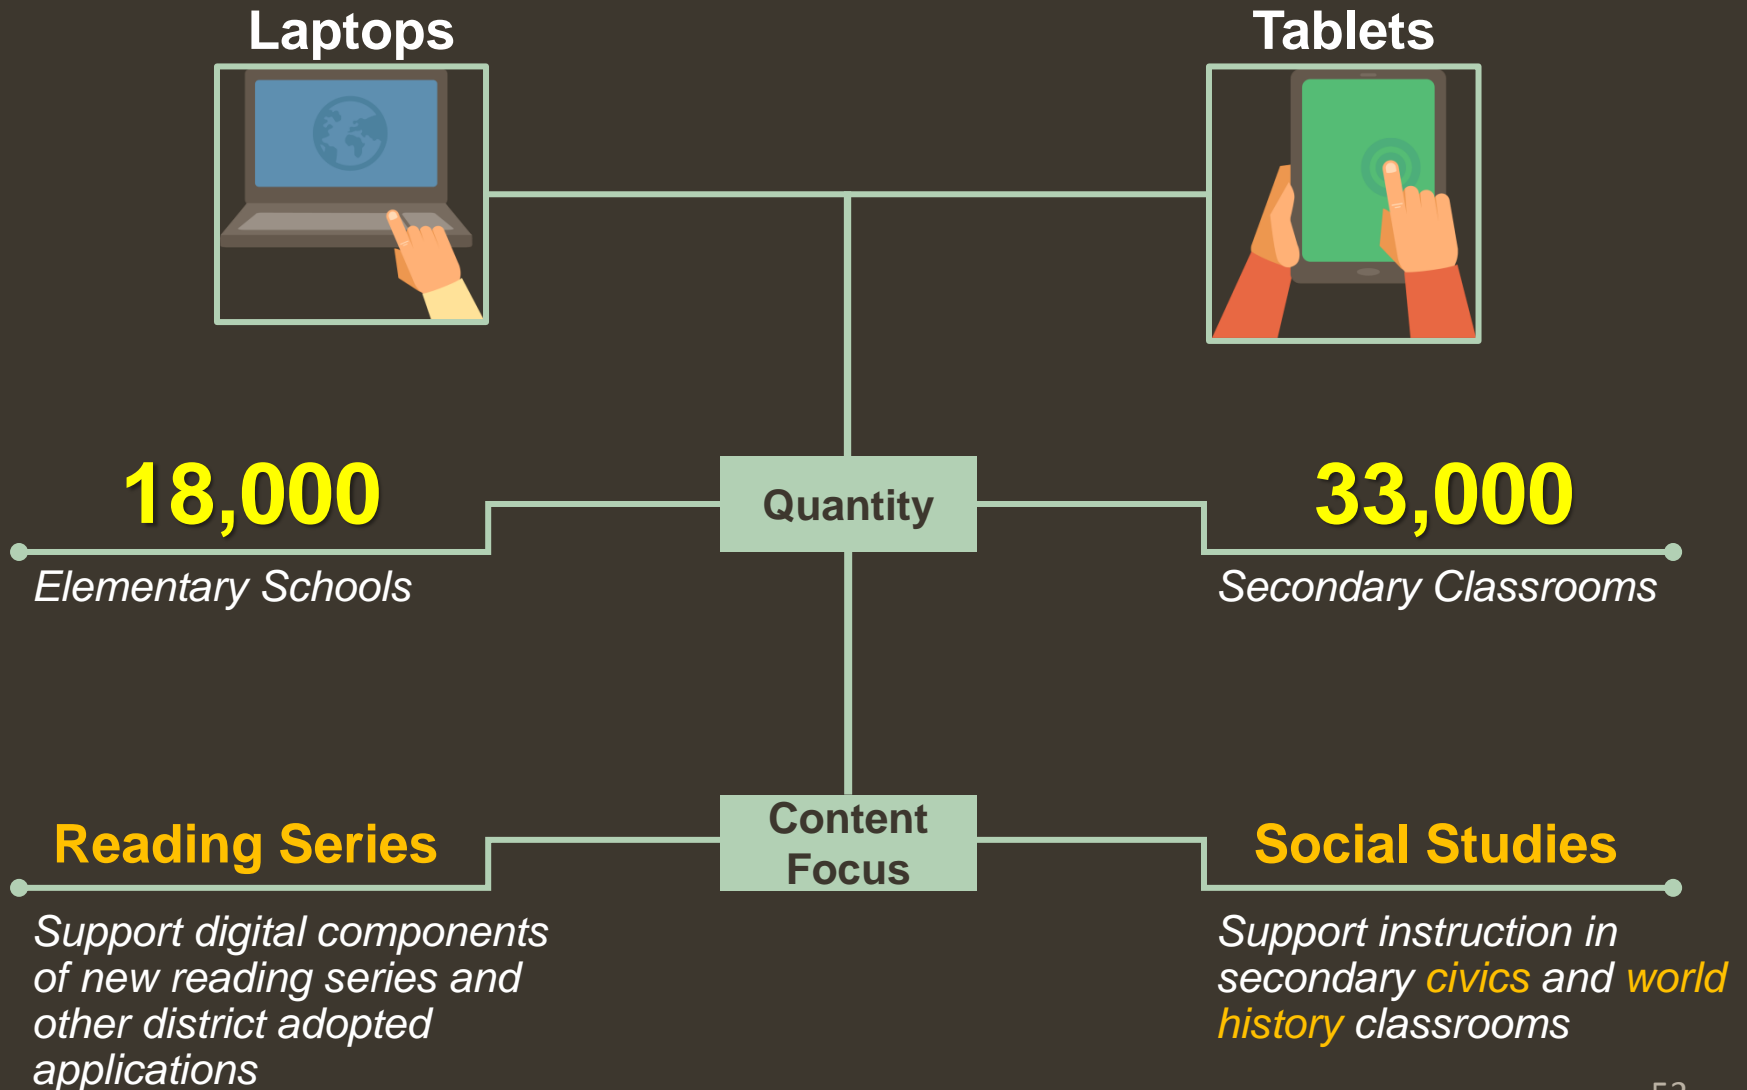 Laptops
Tablets
18,000
Quantity
33,000
Elementary Schools
Secondary Classrooms
Reading Series
Content
Focus
Social Studies
Support digital components
of new reading series and
other district adopted
applications
Support instruction in
secondary civics and world
history classrooms